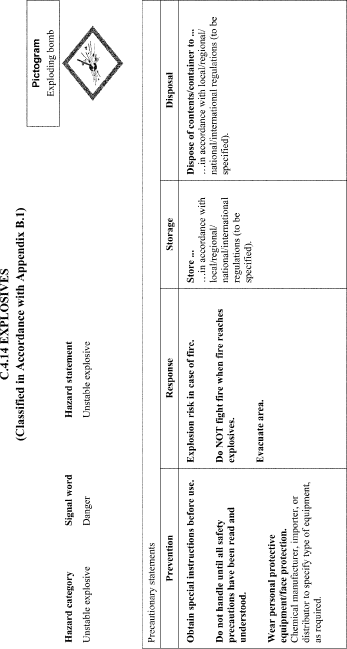 C.4.14 EXPLOSIVES
(Classified in Accordance with Appendix B.1)
Pictogram
Exploding bomb
Hazard category
Signal word
Hazard statement
Unstable explosive
Danger
Unstable explosive
Precautionary statements
Prevention
Response
Storage
Disposal
Obtain special instructions before use.
Do not handle until all safety
precautions have been read and
understood.
Wear personal protective
equipment/face protection.
Chemical manufacturer, importer, or
distributor to specify type of equipment,
as required.
Explosion risk in case of fire.
Do NOT fight fire when fire reaches
explosives.
Evacuate area.
Store ...
…in accordance with
local/regional/
national/international
regulations (to be
specified).
Dispose of contents/container to ...
…in accordance with local/regional/
national/international regulations (to be
specified).